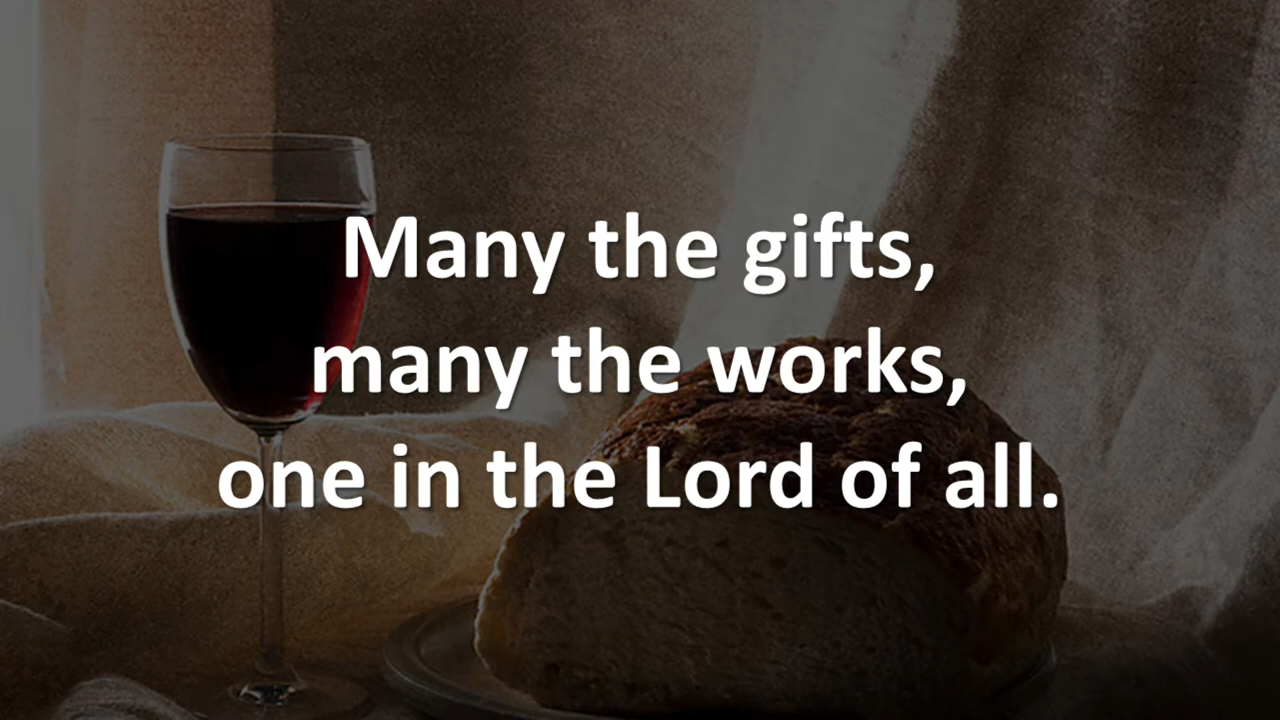 Many the gifts,
many the works,
one in the Lord of all.